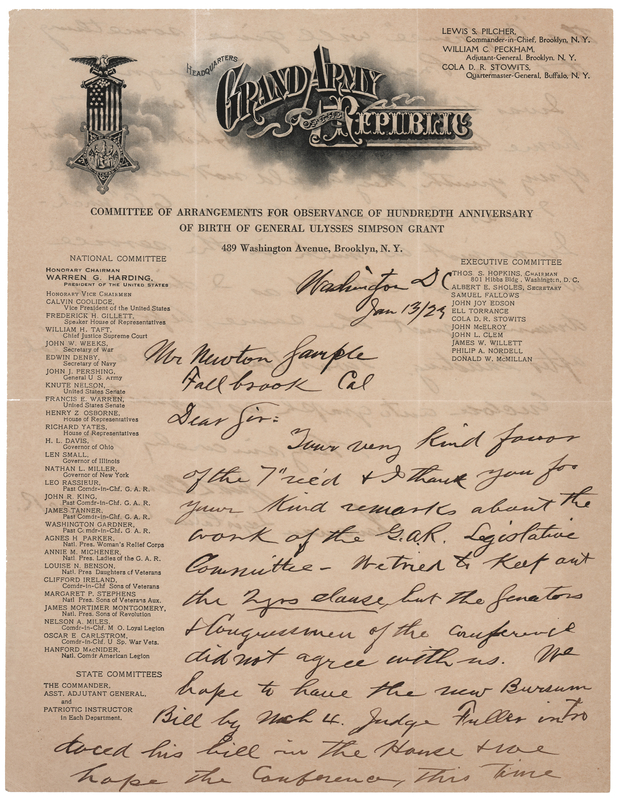 HEADQUARTERS
GRAND ARMY
OF THE
REPUBLIC
LEWIS S. PILCHER,
Commander-in-Chief, Brooklyn, N. Y.
WILLIAM C. PECKHAM,
Adjutant-General, Brooklyn, N. Y.
COLA D. R. STOWITS,
Quartermaster-General, Buffalo, N. Y.
COMMITTEE OF ARRANGEMENTS FOR OBSERVANCE OF HUNDREDTH ANNIVERSARY
OF BIRTH OF GENERAL ULYSSES SIMPSON GRANT
489 Washington Avenue, Brooklyn, N. Y.
NATIONAL COMMITTEE
HONORARY CHAIRMAN
WARREN G. HARDING,
PRESIDENT OF THE UNITED STATES
HONORARY VICE CHAIRMEN
CALVIN COOLIDGE,
Vice President of the United States
FREDERICK H. GILLETT,
Speaker House of Representatives
WILLIAM H. TAFT,
Chief Justice Supreme Court
JOHN W. WEEKS,
Secretary of War
EDWIN DENBY,
Secretary of Navy
JOHN J. PERSHING,
General U. S. Army
KNUTE NELSON,
United States Senate
FRANCIS E. WARREN,
United States Senate
HENRY Z. OSBORNE,
House of Representatives
RICHARD YATES,
House of Representatives
H. L. DAVIS,
Governor of Ohio
LEN SMALL,
Governor of Illinois
NATHAN L. MILLER,
Governor of New York
LEO RASSIEUR,
Past Comdr-in-Chf. G. A. R.
JOHN R. KING,
Past Comdr-in-Chf. G. A. R.
JAMES TANNER,
Past Comdr-in-Chf. G. A. R.
WASHINGTON GARDNER,
Past Comdr-in-Chf. G. A. R.
AGNES H. PARKER,
Natl. Pres. Woman's Relief Corps
ANNIE M. MICHENER,
Natl. Pres. Ladies of the G. A. R.
LOUISE N. BENSON,
Natl. Pres Daughters of Veterans
CLIFFORD IRELAND,
Comdr-in-Chf Sons of Veterans
MARGARET P. STEPHENS
Natl. Pres. Sons of Veterans Aux.
JAMES MORTIMER MONTGOMERY,
Natl. Pres. Sons of Revolution
NELSON A. MILES,
Comdr-in-Chf. M O. Loyal Legion
OSCAR E. CARLSTROM,
Comdr-in-Chf. U. Sp. War Vets.
HANFORD MacNIDER,
Natl. Comdr American Legion
STATE COMMITTEES
THE COMMANDER,
ASST. ADJUTANT GENERAL,
and
PATRIOTIC INSTRUCTOR
in Each Department.
EXECUTIVE COMMITTEE
THOS. S. HOPKINS, CHAIRMAN
801 Hibbs Bldg., Washington, D. C.
ALBERT E. SHOLES, SECRETARY
SAMUEL FALLOWS
JOHN JOY EDSON
ELL TORRANCE
COLA D. R. STOWITS
JOHN McELROY
JOHN L. CLEM
JAMES W. WILLETT
PHILIP A. NORDELL
DONALD W. McMILLAN
Washington D C
Jan 13/23
Mr Newton Sample
Fallbrook Cal
Dear Sir:
Your very kind favor
of the 7" rec'd & I thank you for
your kind remarks about the
work of the G.A.R. Legislative
Committee - We tried to keep out
the 2 yrs clause, but the Senators
& Congressmen of the Conference
did not agree with us. We
hope to have the new Bursum
Bill by Mch 4. Judge Fuller intro
duced his bill in the House & we
hope the Conference, this time